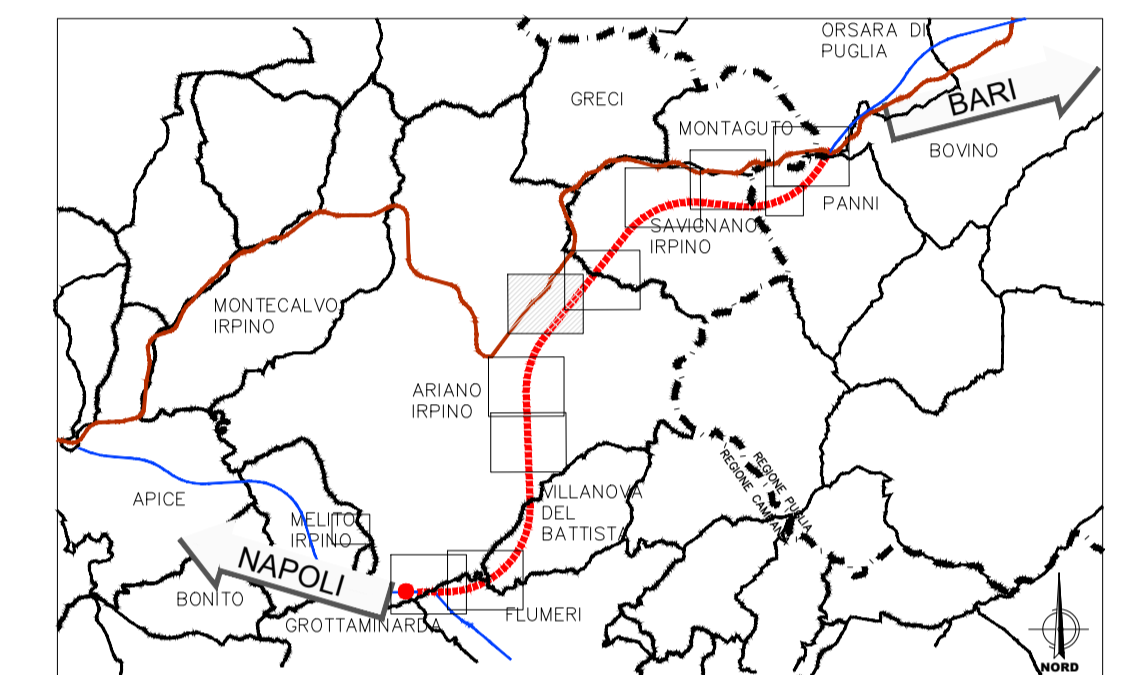 ORSARA DI
PUGLIA
GRECI
BARI
MONTAGUTO
BOVINO
PANNI
SAVIGNANO
IRPINO
MONTECALVO
IRPINO
ARIANO
IRPINO
REGIONE PUGLIA
REGIONE CAMPANIA
APICE
VILLANOVA
DEL
BATTISTA
MELITO
IRPINO
NAPOLI
BONITO
FLUMERI
GROTTAMINARDA
NORD